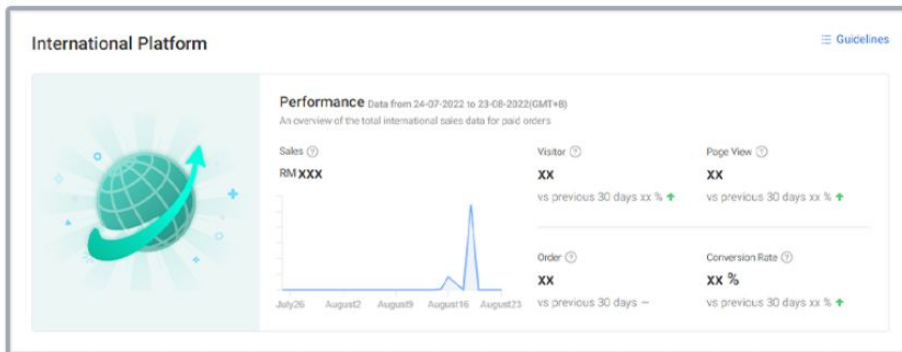 International Platform
Guidelines
Performance Data from 24-07-2022 to 23-08-2022(GMT+8)
An overview of the total international sales data for paid orders
Sales
RM XXX
Visitor
XX
vs previous 30 days xx %
Page View
XX
vs previous 30 days xx %
Order
XX
vs previous 30 days –
Conversion Rate
XX %
vs previous 30 days xx %
July26 August2 August9 August16 August23